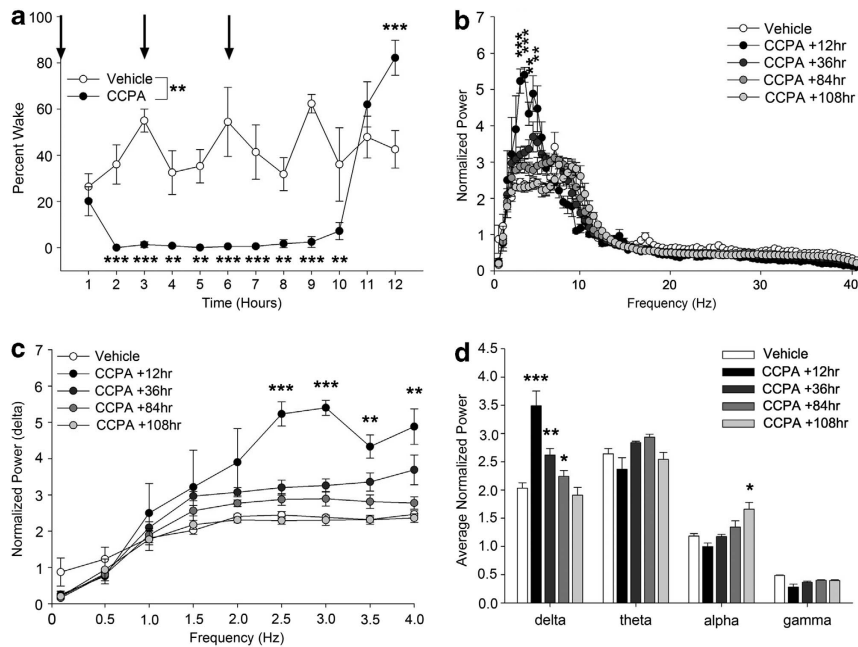 a
100
80
60
40
20
0
Percent Wake
Vehicle
CCPA
**
***
*** *** ** ** *** *** ** *** **
1 2 3 4 5 6 7 8 9 10 11 12
Time (Hours)
b
7
6
5
4
3
2
1
0
Normalized Power
*** *** ** **
Vehicle
CCPA +12hr
CCPA +36hr
CCPA +84hr
CCPA +108hr
0 10 20 30 40
Frequency (Hz)
c
7
6
5
4
3
2
1
0
Normalized Power (delta)
Vehicle
CCPA +12hr
CCPA +36hr
CCPA +84hr
CCPA +108hr
*** *** ** **
0 0.5 1.0 1.5 2.0 2.5 3.0 3.5 4.0
Frequency (Hz)
d
4.5
4.0
3.5
3.0
2.5
2.0
1.5
1.0
0.5
0.0
Average Normalized Power
Vehicle
CCPA +12hr
CCPA +36hr
CCPA +84hr
CCPA +108hr
***
**
*
*
delta theta alpha gamma